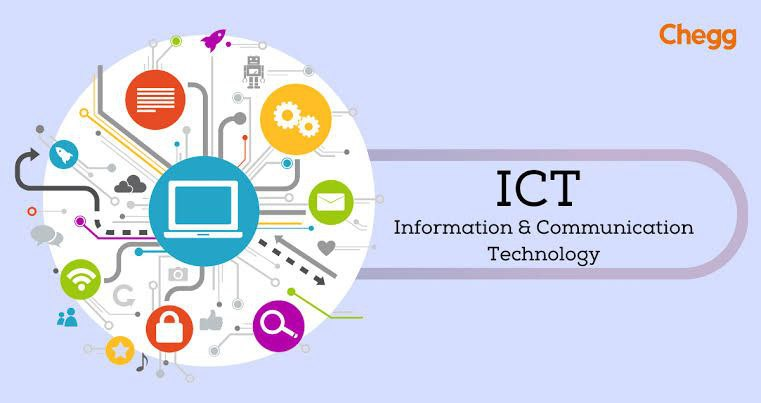 Chegg
ICT
Information & Communication
Technology